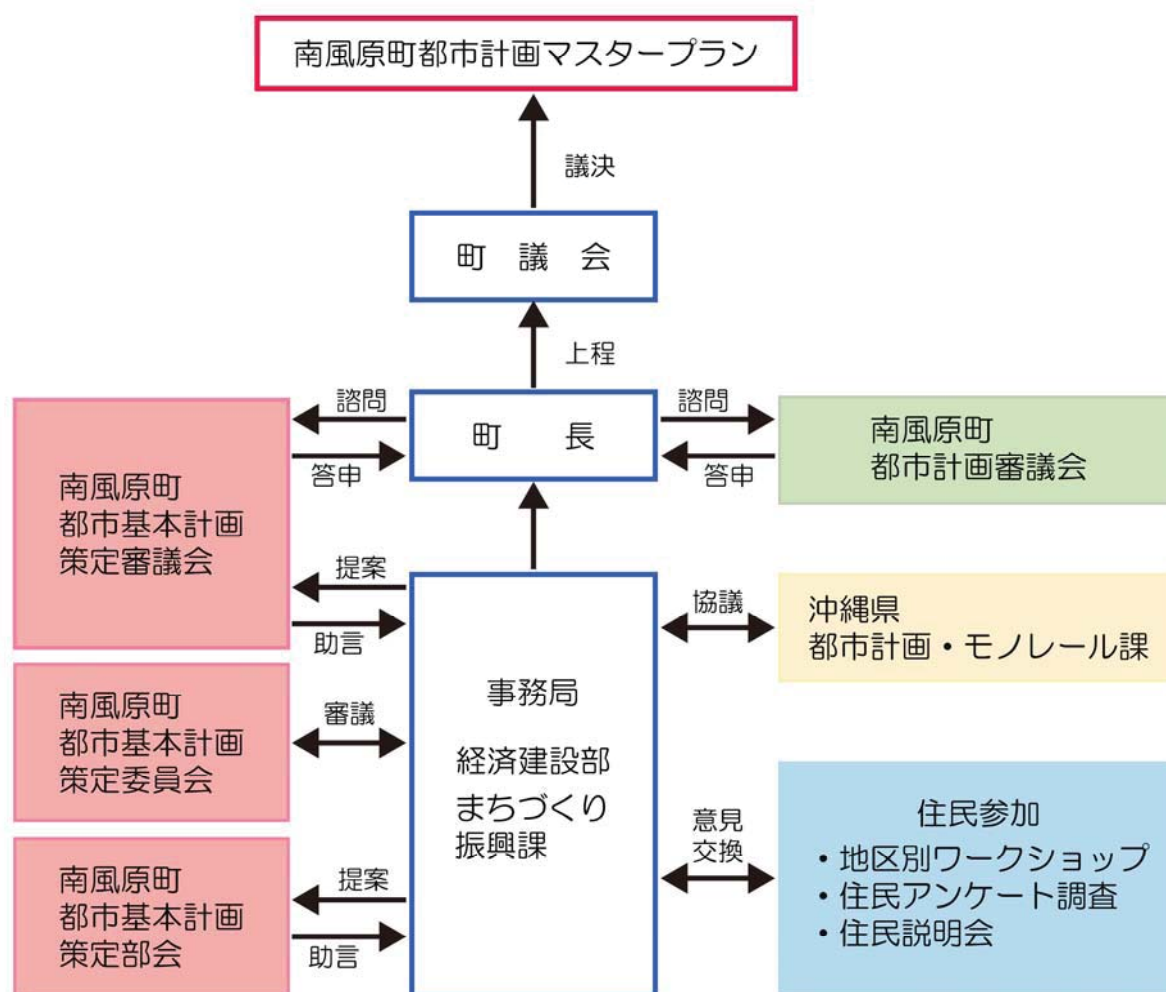 南風原町都市計画マスタープラン
議決
町 議 会
上程
諮問
町 長
諮問
答申
答申
南風原町
都市基本計画
策定審議会
南風原町
都市計画審議会
提案
助言
協議
沖縄県
都市計画・モノレール課
南風原町
都市基本計画
策定委員会
審議
事務局
経済建設部
まちづくり
振興課
意見
交換
住民参加
・地区別ワークショップ
・住民アンケート調査
・住民説明会
南風原町
都市基本計画
策定部会
提案
助言